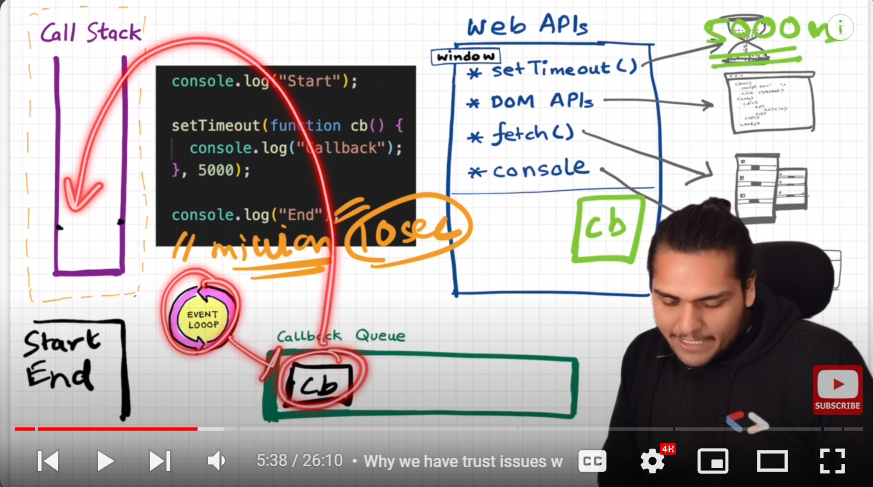 Call Stack
console.log("Start");
setTimeout(function cb() {
console.log("Callback");
}, 5000);
console.log("End")
// million 10sec
Web APIs
window
* setTimeout()
* DOM APIs
* fetch()
* console
5000
cb
EVENT
LOOOP
Callback Queue
Cb
Start
End
SUBSCRIBE
5:38 / 26:10 • Why we have trust issues w
CC
4K